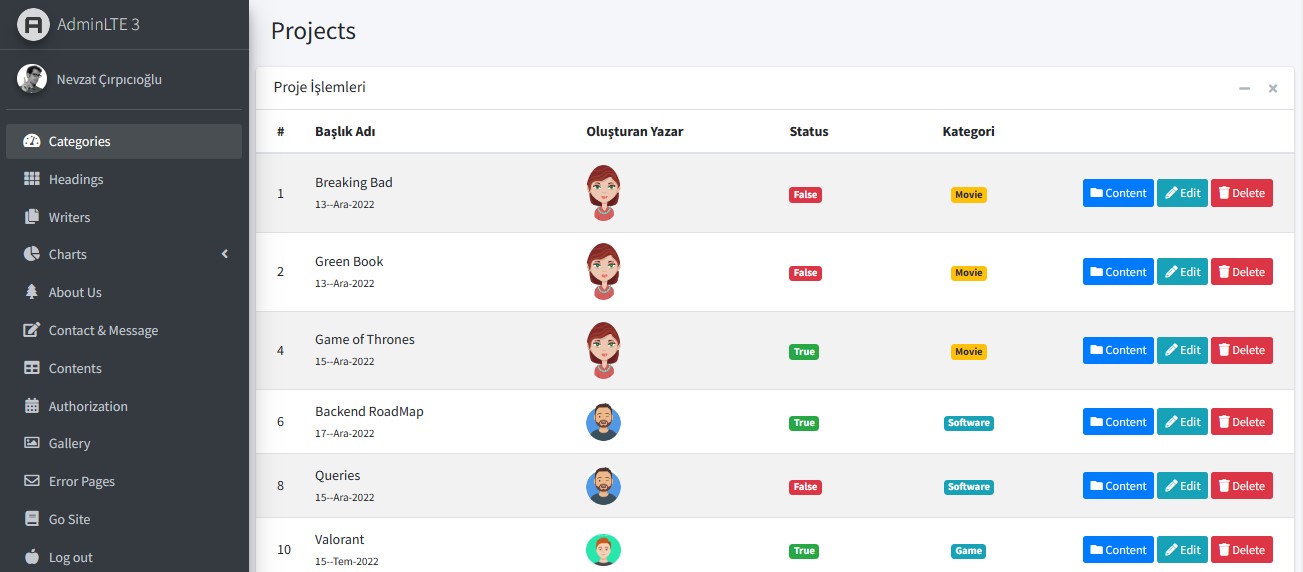 AdminLTE 3
Nevzat Çırpıcıoğlu
Categories
Headings
Writers
Charts
About Us
Contact & Message
Contents
Authorization
Gallery
Error Pages
Go Site
Log out
Projects
Proje İşlemleri
# Başlık Adı Oluşturan Yazar Status Kategori
1 Breaking Bad False Movie Content Edit Delete
13--Ara-2022
2 Green Book False Movie Content Edit Delete
13--Ara-2022
4 Game of Thrones True Movie Content Edit Delete
15--Ara-2022
6 Backend RoadMap True Software Content Edit Delete
17--Ara-2022
8 Queries False Software Content Edit Delete
15--Ara-2022
10 Valorant True Game Content Edit Delete
15--Tem-2022